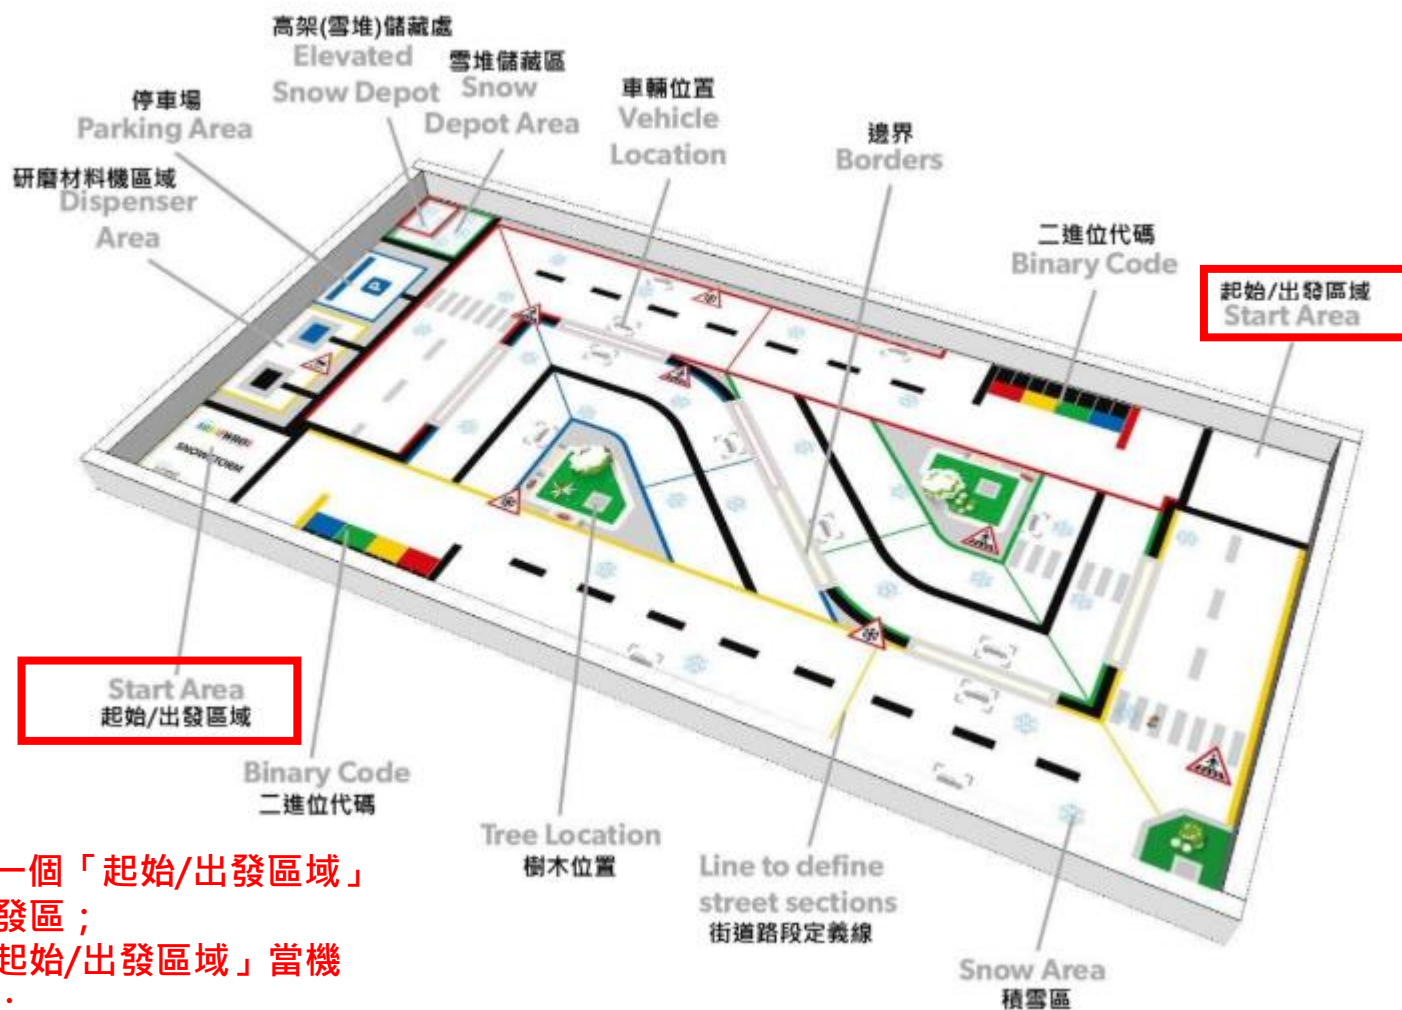 高架(雪堆)儲藏處
Elevated
Snow Depot
雪堆儲藏區
Snow
Depot Area
停車場
Parking Area
車輛位置
Vehicle
Location
邊界
Borders
研磨材料機區域
Dispenser
Area
二進位代碼
Binary Code
起始/出發區域
Start Area
P
SNOWSTORM
Start Area
起始/出發區域
Binary Code
二進位代碼
Tree Location
樹木位置
Line to define
street sections
街道路段定義線
Snow Area
積雪區
一個「起始/出發區域」
發區；
起始/出發區域」當機